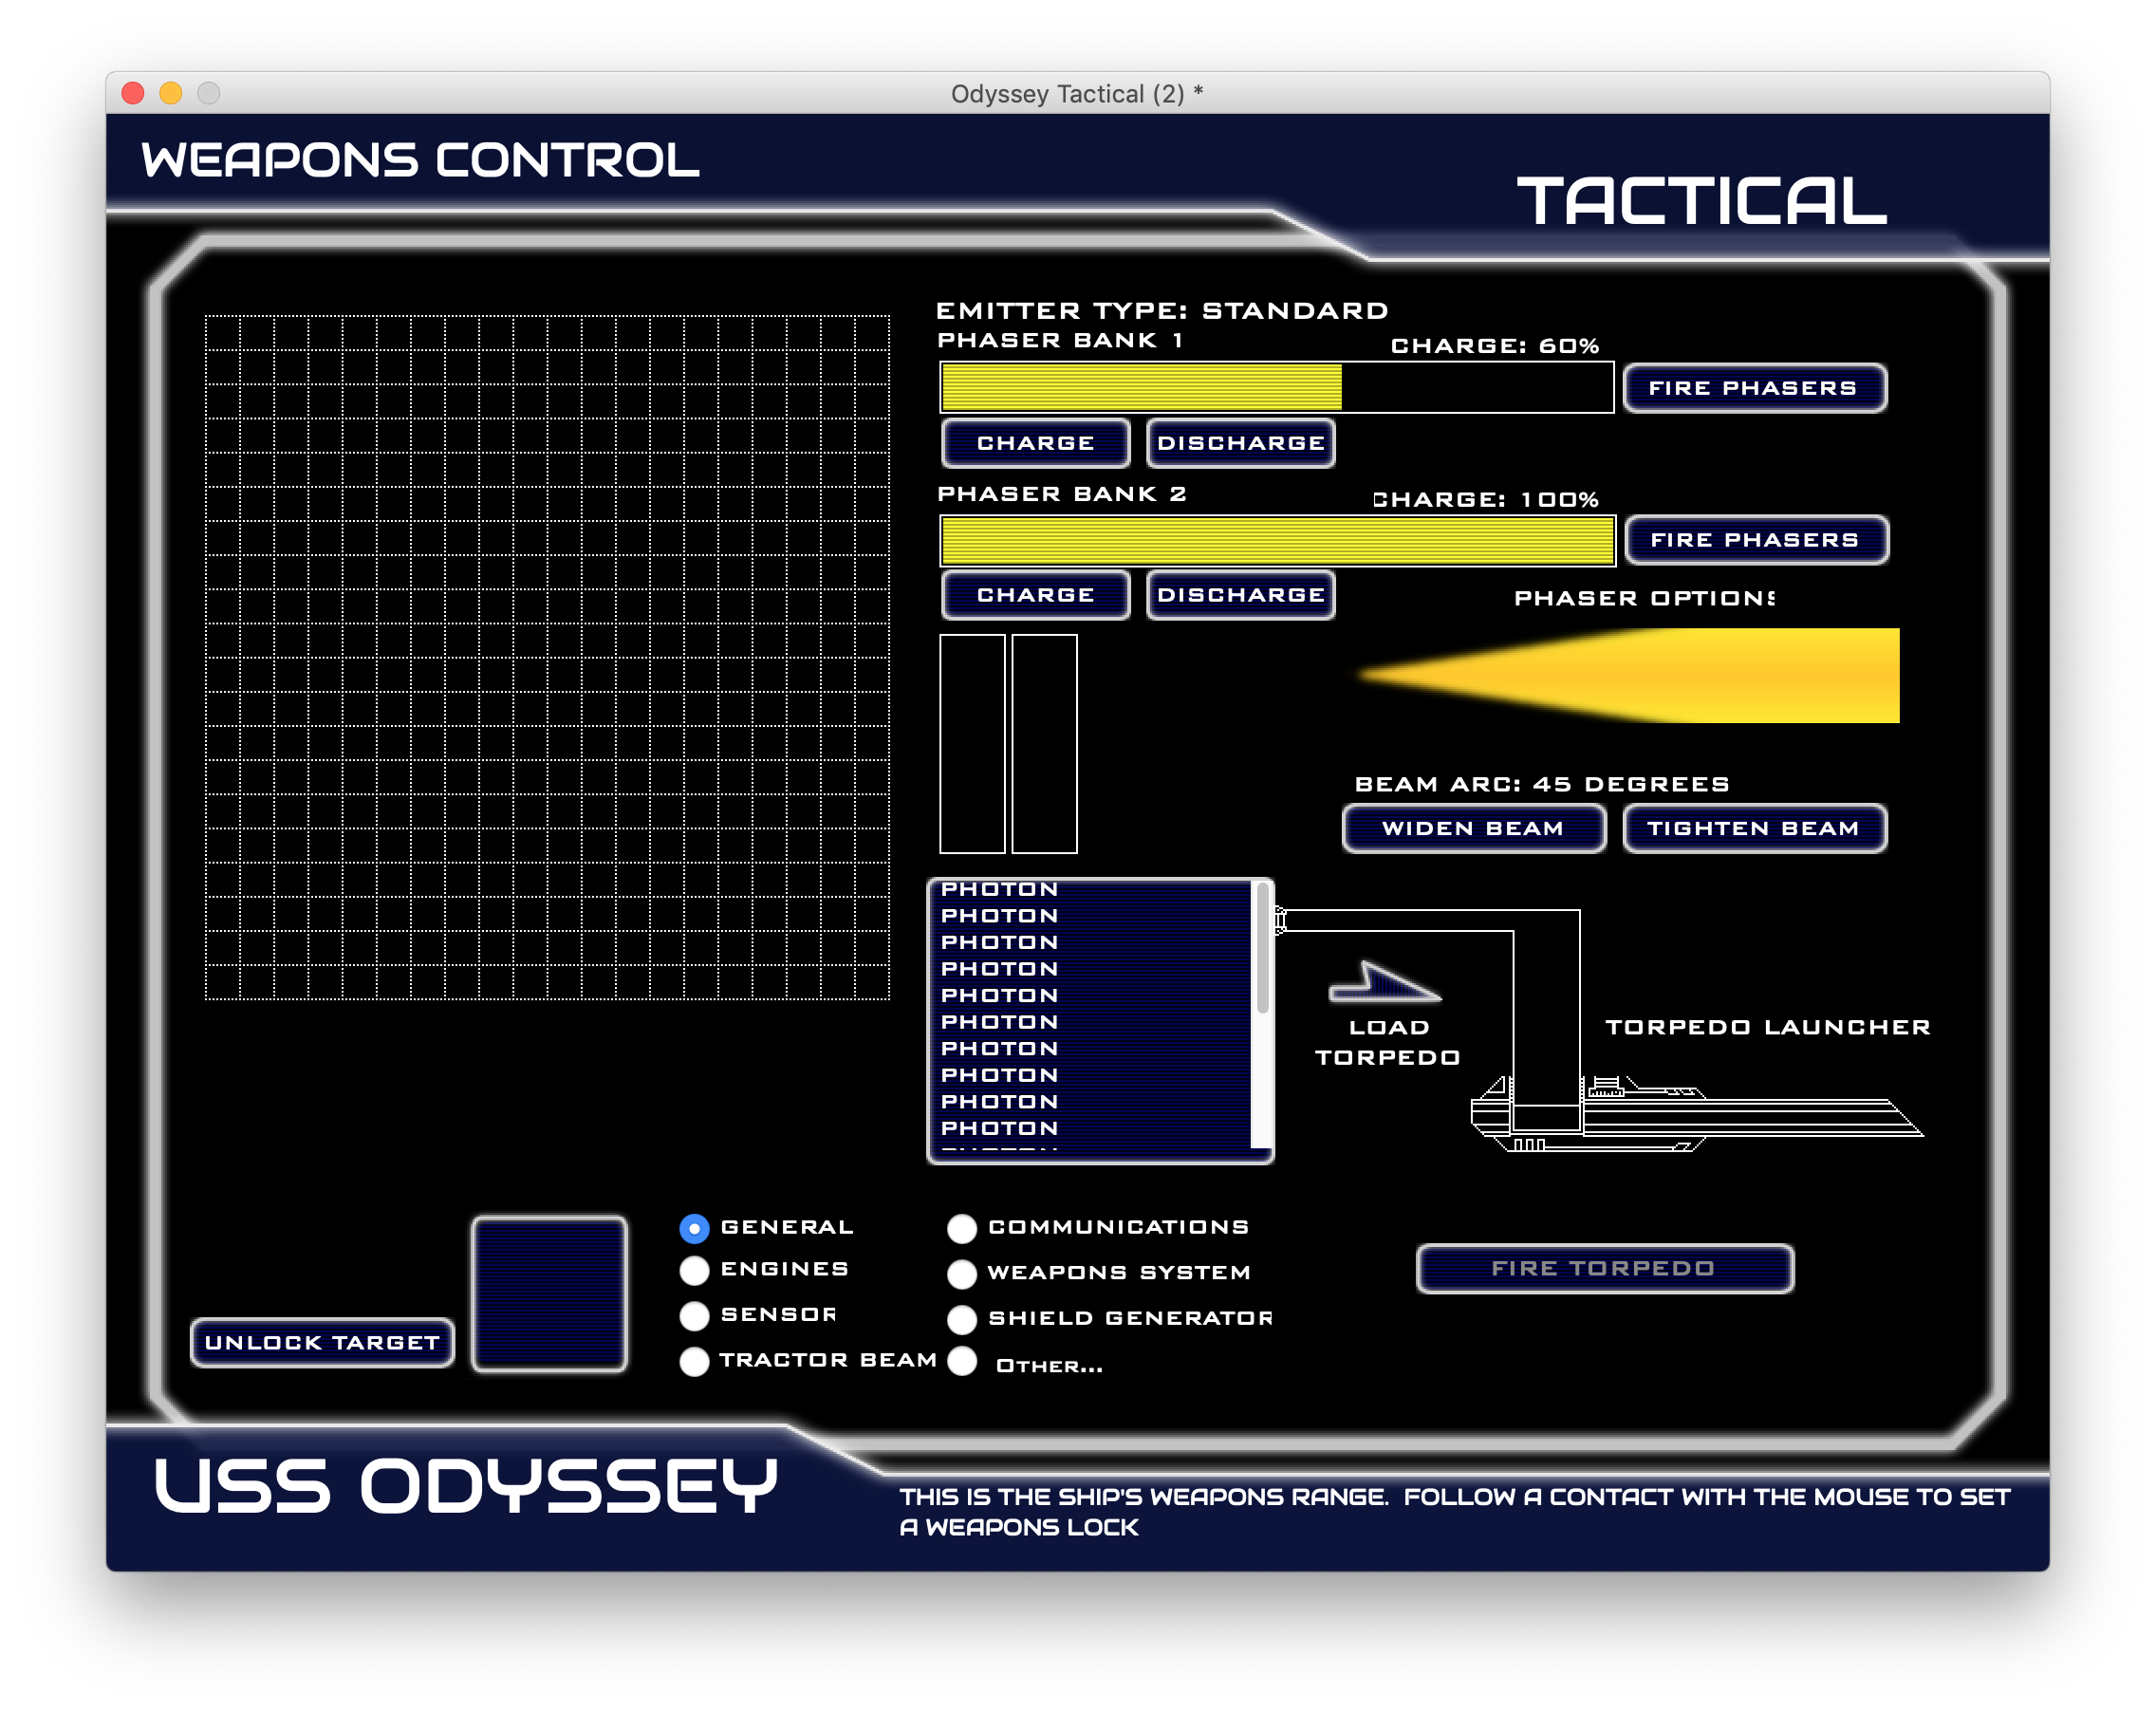 Odyssey Tactical (2) *
WEAPONS CONTROL
TACTICAL
EMITTER TYPE: STANDARD
PHASER BANK 1
CHARGE: 60%
FIRE PHASERS
CHARGE
DISCHARGE
PHASER BANK 2
CHARGE: 100%
FIRE PHASERS
CHARGE
DISCHARGE
PHASER OPTIONS
BEAM ARC: 45 DEGREES
WIDEN BEAM
TIGHTEN BEAM
PHOTON
PHOTON
PHOTON
PHOTON
PHOTON
PHOTON
PHOTON
PHOTON
PHOTON
PHOTON
LOAD
TORPEDO
TORPEDO LAUNCHER
GENERAL
COMMUNICATIONS
ENGINES
WEAPONS SYSTEM
SENSOR
SHIELD GENERATOR
TRACTOR BEAM
OTHER...
FIRE TORPEDO
UNLOCK TARGET
USS ODYSSEY
THIS IS THE SHIP'S WEAPONS RANGE.  FOLLOW A CONTACT WITH THE MOUSE TO SET
A WEAPONS LOCK